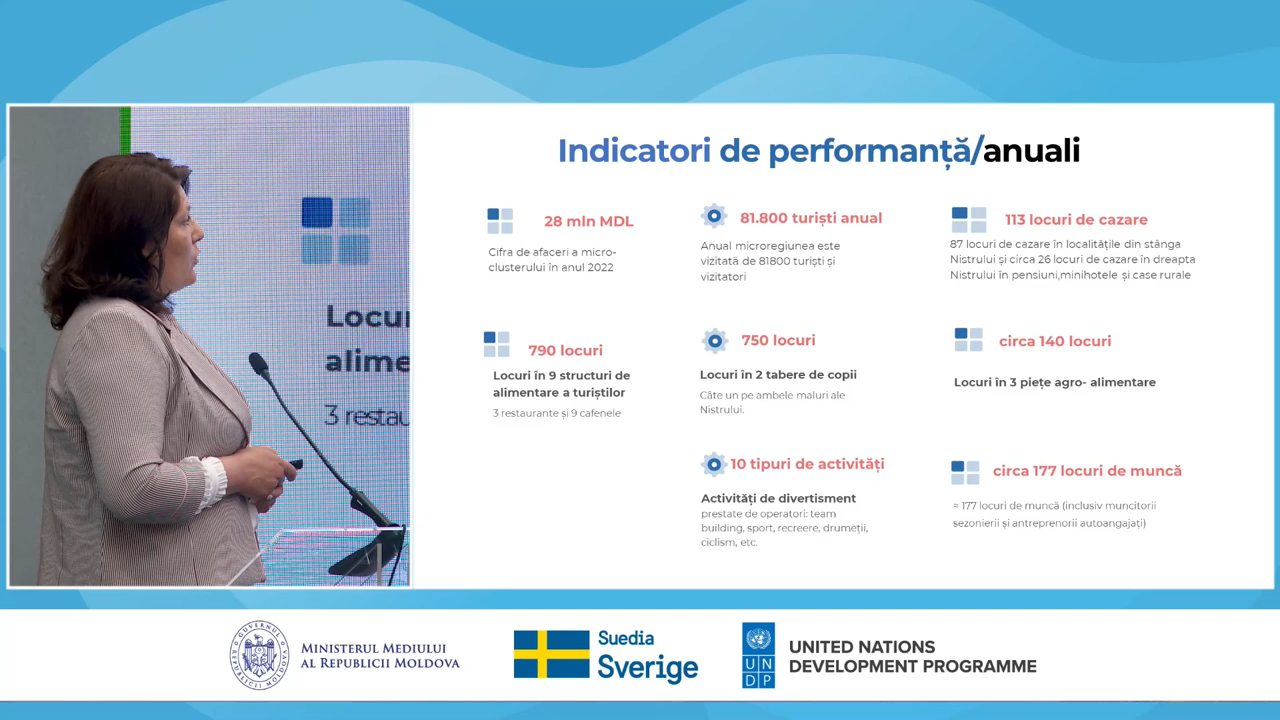 Indicatori de performanță/anuali
28 mln MDL
Cifra de afaceri a micro-
clusterului în anul 2022
81.800 turiști anual
Anual microregiunea este
vizitată de 81800 turiști și
vizitatori
113 locuri de cazare
87 locuri de cazare în localitățile din stânga
Nistrului și circa 26 locuri de cazare în dreapta
Nistrului în pensiuni,minihotele și case rurale
790 locuri
Locuri în 9 structuri de
alimentare a turiștilor
3 restaurante și 9 cafenele
750 locuri
Locuri în 2 tabere de copii
Câte un pe ambele maluri ale
Nistrului.
circa 140 locuri
Locuri în 3 piețe agro- alimentare
10 tipuri de activități
Activități de divertisment
prestate de operatori: team
building, sport, recreere, drumeții,
ciclism, etc.
circa 177 locuri de muncă
≈ 177 locuri de muncă (inclusiv muncitorii
sezonierii și antreprenorii autoangajați)
Locur
alime
3 restau
MINISTERUL MEDIULUI
AL REPUBLICII MOLDOVA
Suedia
Sverige
UN
DP
UNITED NATIONS
DEVELOPMENT PROGRAMME